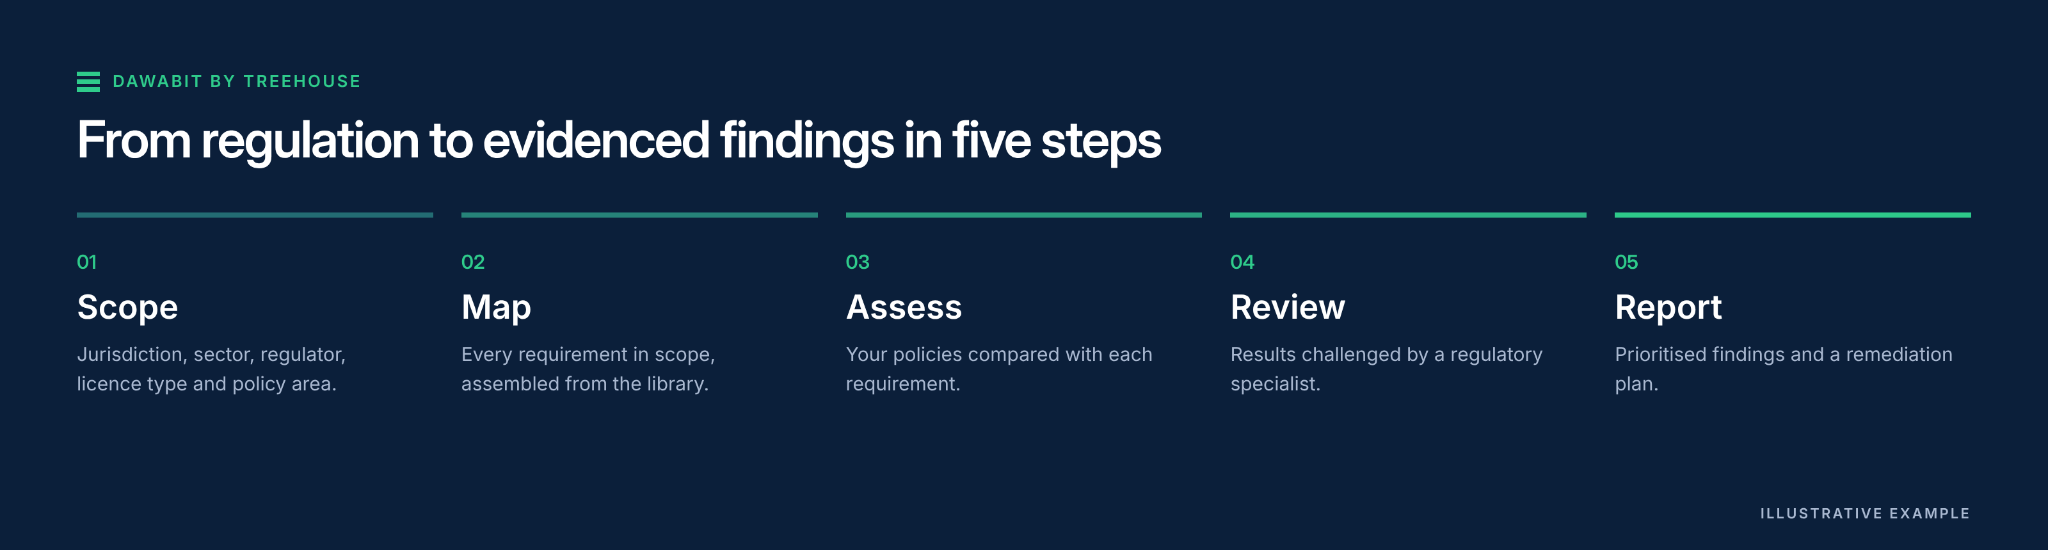 DAWABIT BY TREEHOUSE
From regulation to evidenced findings in five steps
01
Scope
Jurisdiction, sector, regulator,
licence type and policy area.
02
Map
Every requirement in scope,
assembled from the library.
03
Assess
Your policies compared with each
requirement.
04
Review
Results challenged by a regulatory
specialist.
05
Report
Prioritised findings and a remediation
plan.
ILLUSTRATIVE EXAMPLE